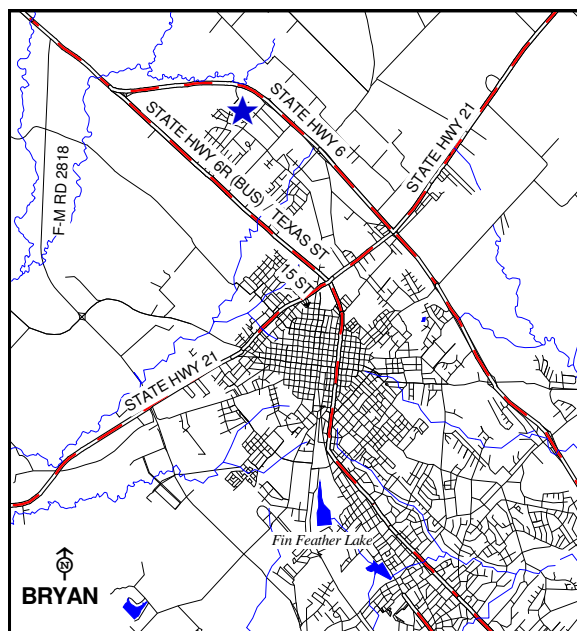 STATE HWY 6
STATE HWY 21
F-M RD 2818
STATE HWY 6R (BUS) - TEXAS ST
15 ST
STATE HWY 21
Fin Feather Lake
N
BRYAN